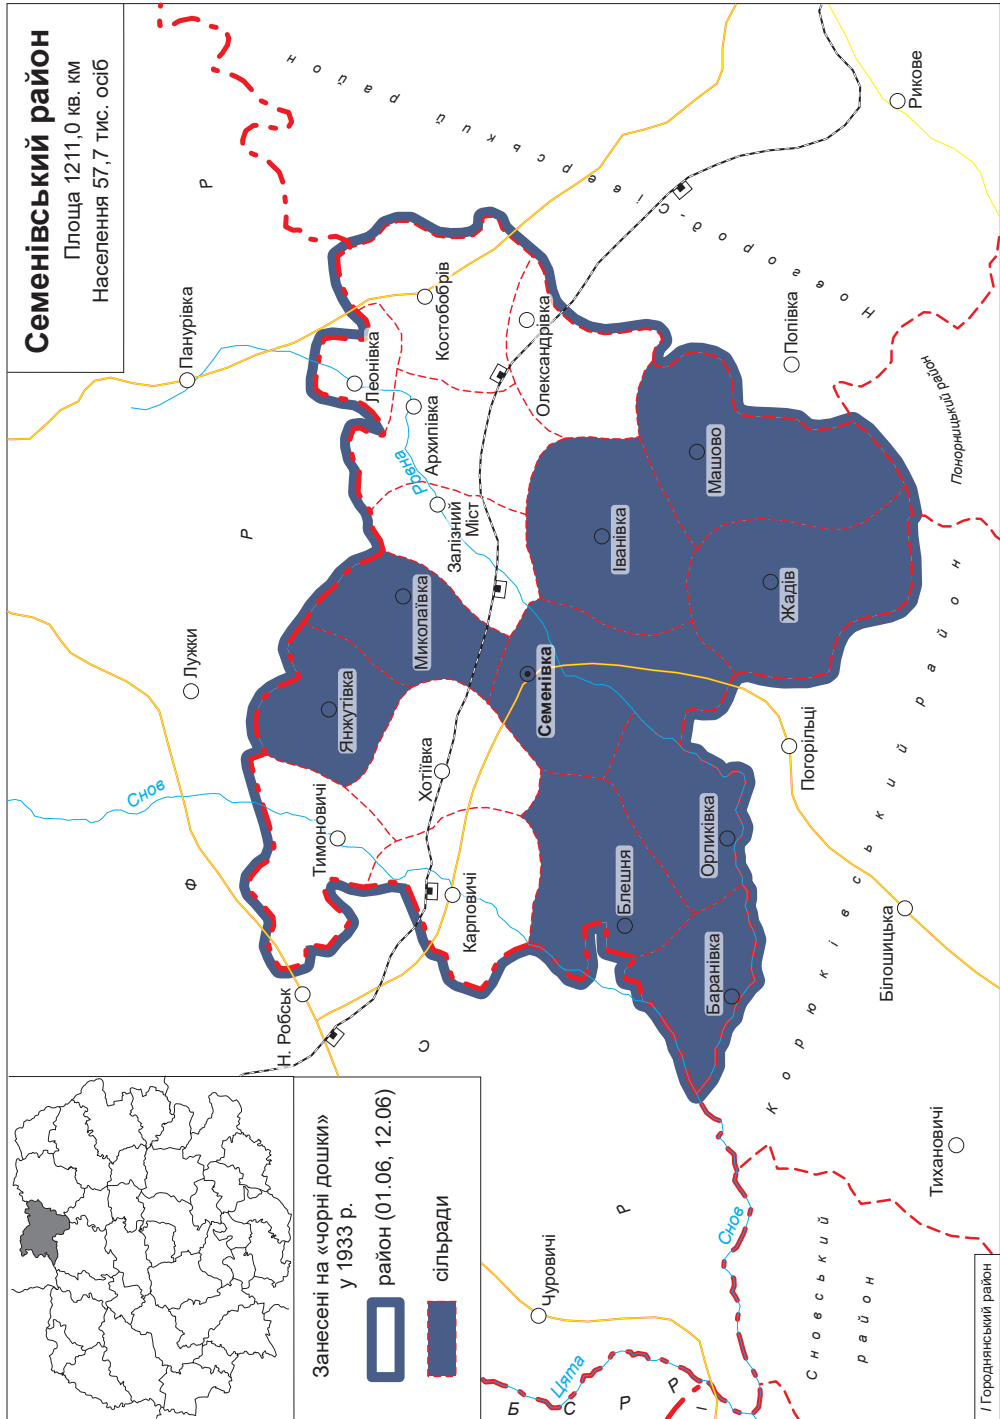 Семенівський район
Площа 1211,0 кв. км
Населення 57,7 тис. осіб
Занесені на «чорні дошки»
у 1933 р.
район (01.06, 12.06)
сільради
І Городнянський район
Н. Робськ
Лужки
Панурівка
Снов
Тимоновичі
Янжутівка
Миколаївка
Леонівка
Архипівка
Костобобрів
Ревна
Залізний
Міст
Хотіївка
Карповичі
Семенівка
Олександрівка
Іванівка
Машово
Жадів
Блешня
Орликівка
Баранівка
Попівка
Рикове
Погорільці
Білошицька
Тихановичі
Чуровичі
Цята
Снов
Р С Ф Р Р
Б С Р Р
І
Новгород-Сіверський район
Понорницький район
Корюківський район
Сновський
район